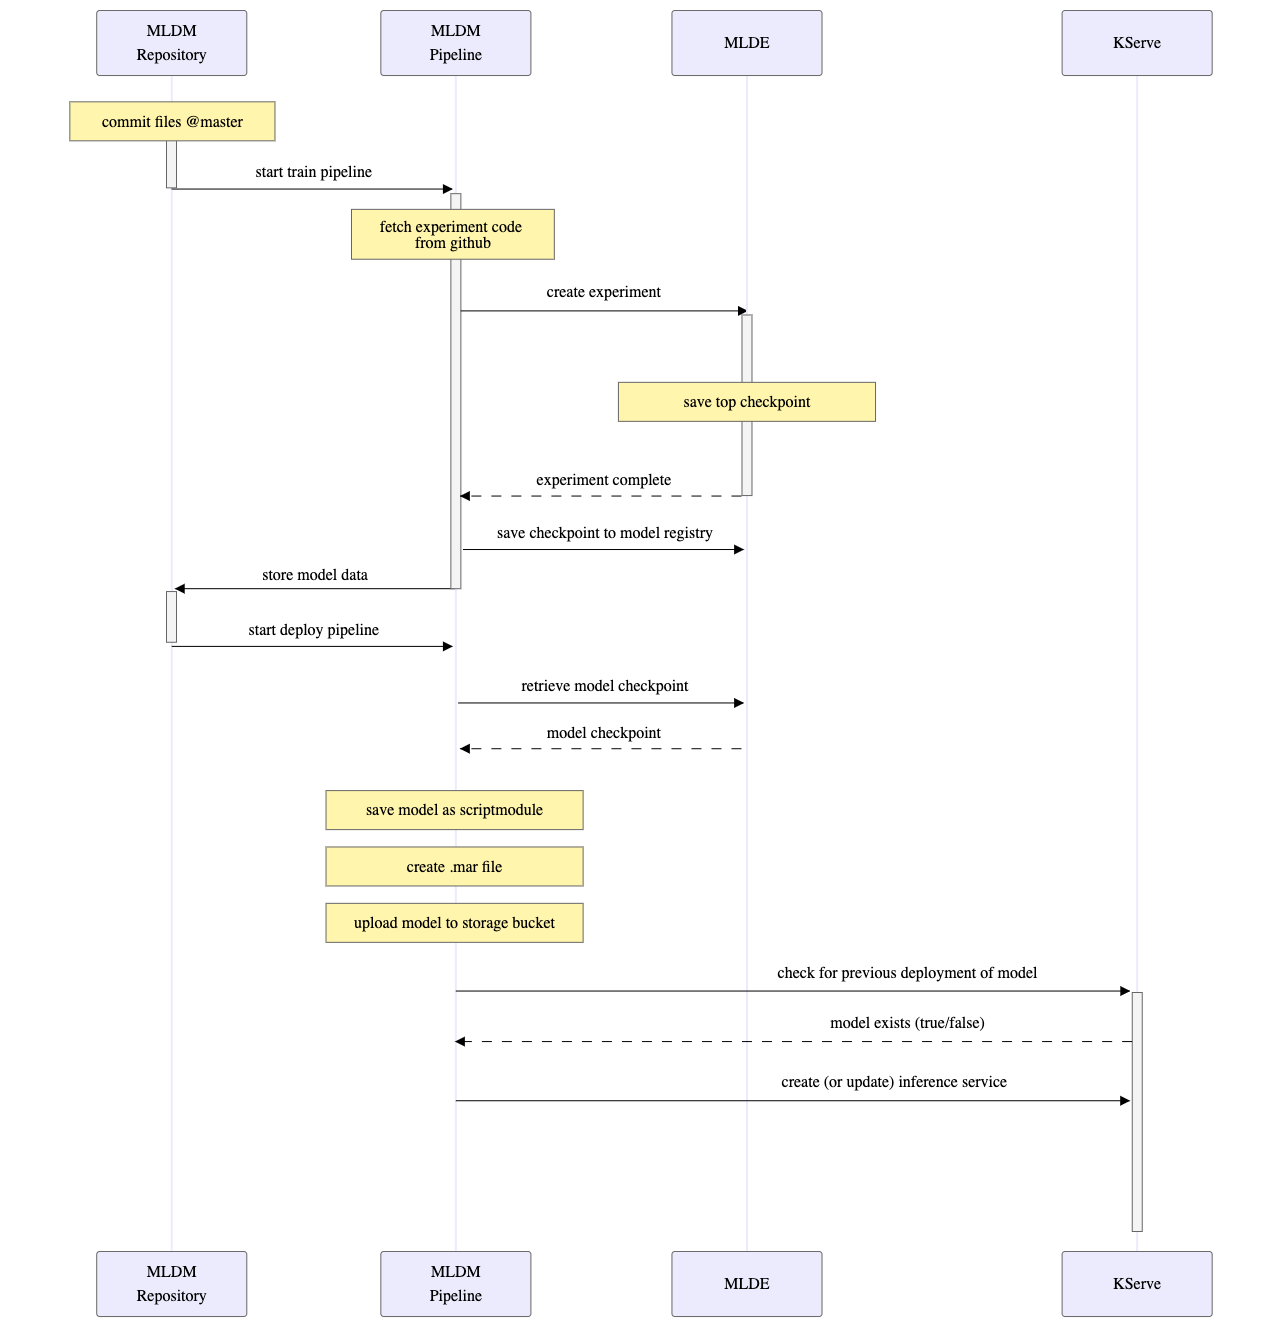 MLDM
Repository
MLDM
Pipeline
MLDE
KServe
commit files @master
start train pipeline
fetch experiment code
from github
create experiment
save top checkpoint
experiment complete
save checkpoint to model registry
store model data
start deploy pipeline
retrieve model checkpoint
model checkpoint
save model as scriptmodule
create .mar file
upload model to storage bucket
check for previous deployment of model
model exists (true/false)
create (or update) inference service
MLDM
Repository
MLDM
Pipeline
MLDE
KServe